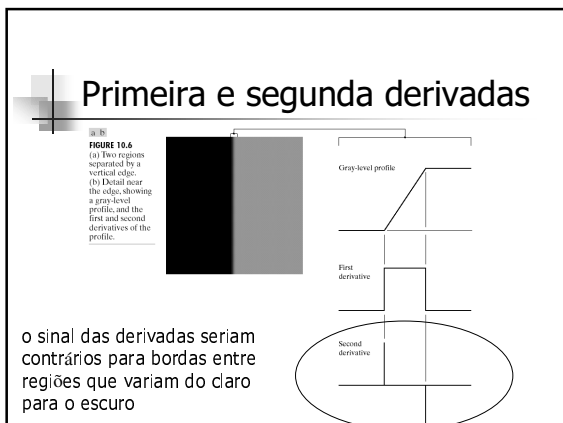 Primeira e segunda derivadas
a b
FIGURE 10.6
(a) Two regions
separated by a
vertical edge.
(b) Detail near
the edge, showing
a gray-level
profile, and the
first and second
derivatives of the
profile.
Gray-level profile
First
derivative
Second
derivative
o sinal das derivadas seriam
contrários para bordas entre
regiões que variam do claro
para o escuro